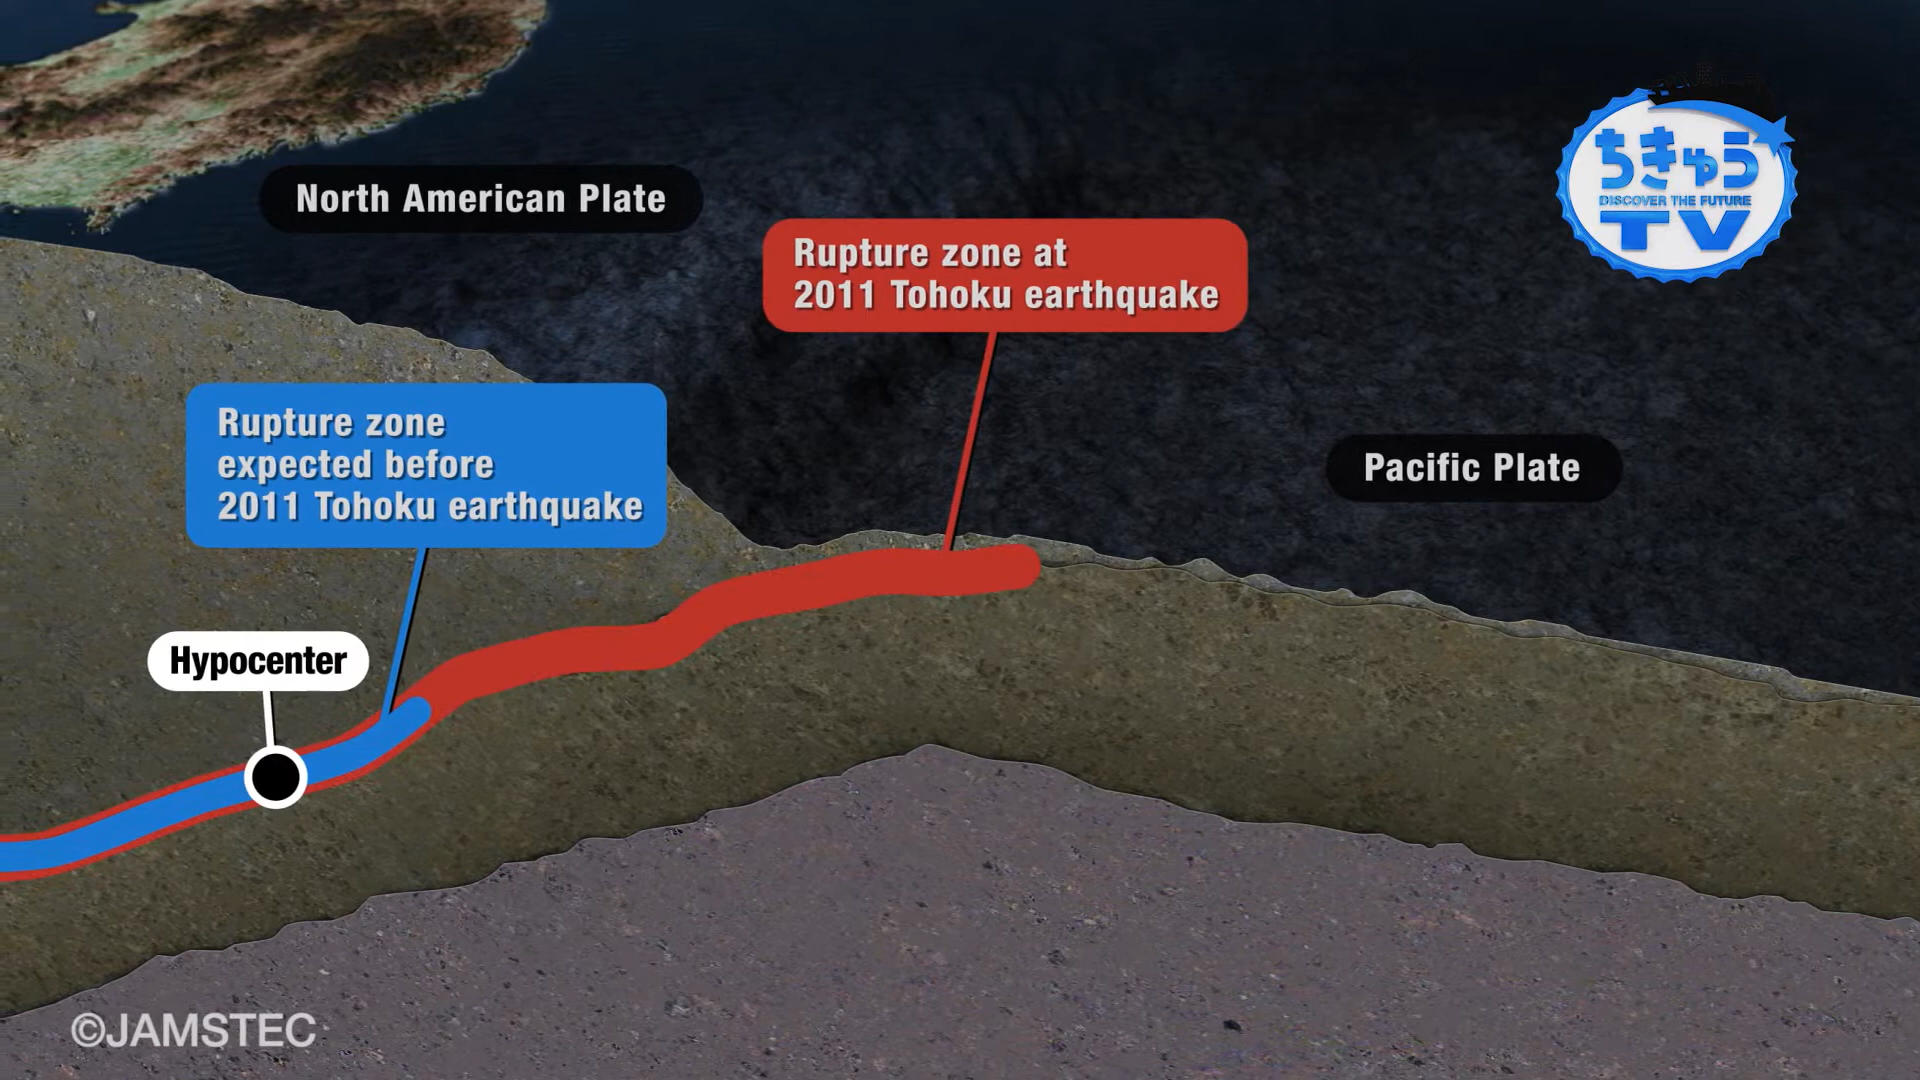 North American Plate
Rupture zone at
2011 Tohoku earthquake
ちきゅう
DISCOVER THE FUTURE
TV
Rupture zone
expected before
2011 Tohoku earthquake
Pacific Plate
Hypocenter
©JAMSTEC